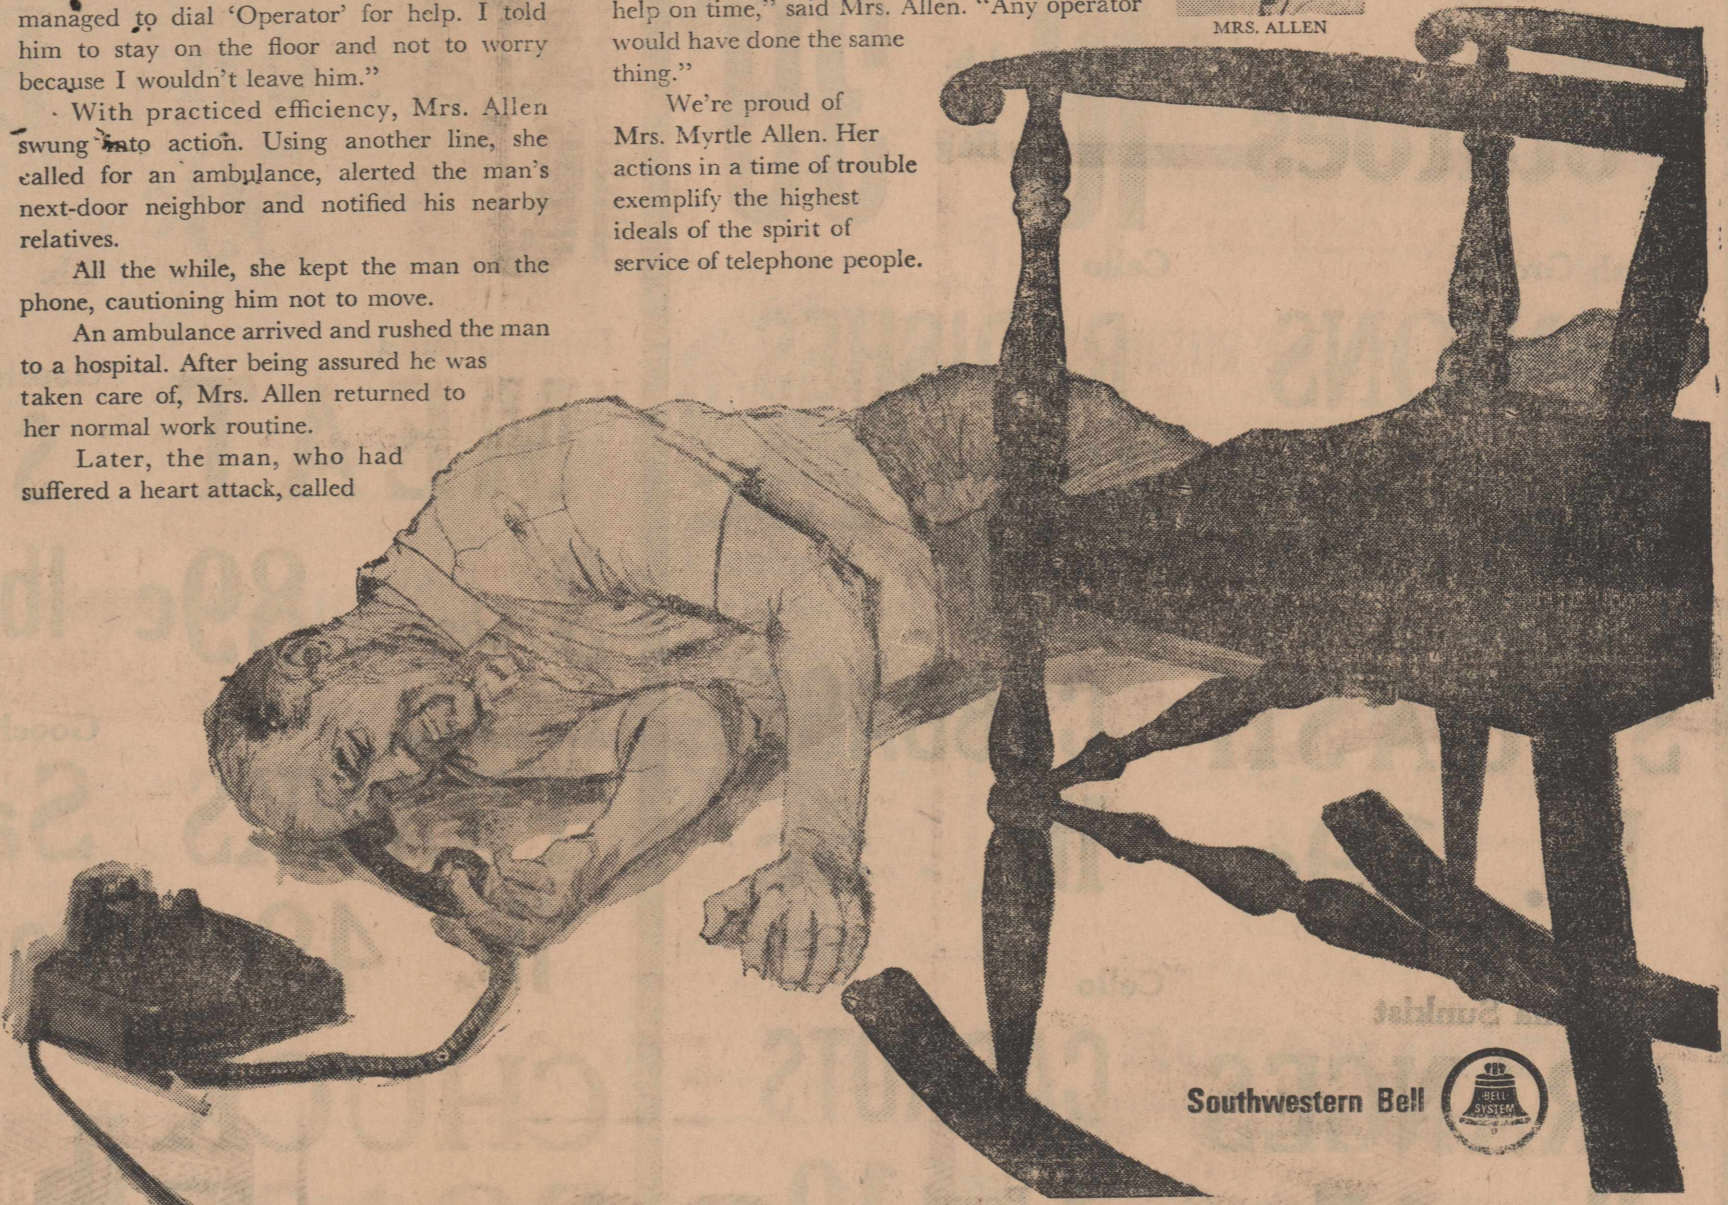 managed to dial ‘Operator’ for help. I told
him to stay on the floor and not to worry
because I wouldn’t leave him.”
With practiced efficiency, Mrs. Allen
swung into action. Using another line, she
called for an ambulance, alerted the man’s
next-door neighbor and notified his nearby
relatives.
All the while, she kept the man on the
phone, cautioning him not to move.
An ambulance arrived and rushed the man
to a hospital. After being assured he was
taken care of, Mrs. Allen returned to
her normal work routine.
Later, the man, who had
suffered a heart attack, called
help on time,” said Mrs. Allen. “Any operator
would have done the same
thing.”
We’re proud of
Mrs. Myrtle Allen. Her
actions in a time of trouble
exemplify the highest
ideals of the spirit of
service of telephone people.
MRS. ALLEN
Southwestern Bell
BELL
SYSTEM